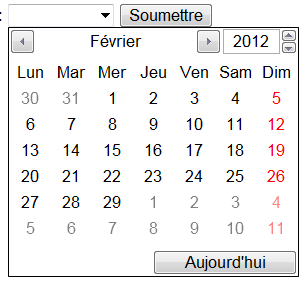 : Soumettre
Février 2012
Lun Mar Mer Jeu Ven Sam Dim
30 31 1 2 3 4 5
6 7 8 9 10 11 12
13 14 15 16 17 18 19
20 21 22 23 24 25 26
27 28 29 1 2 3 4
5 6 7 8 9 10 11
Aujourd'hui